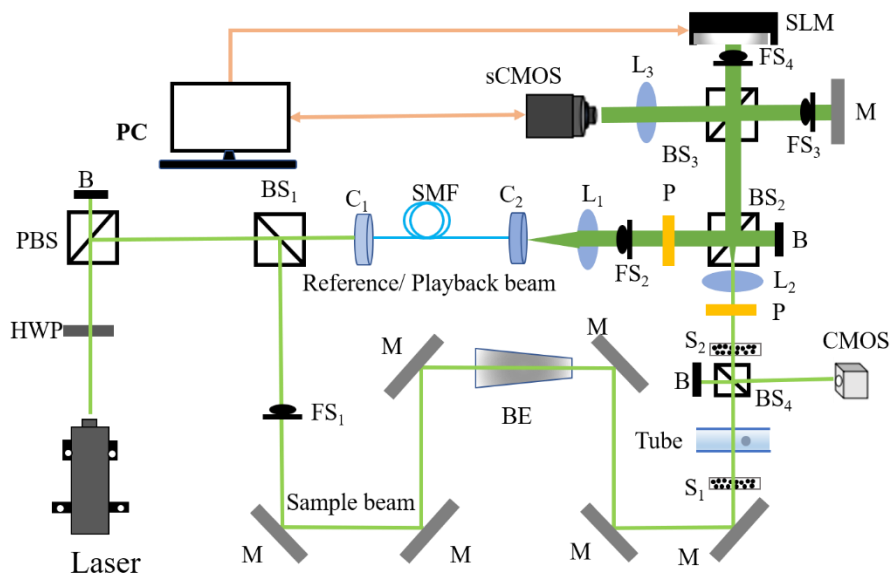 SLM
FS4
L3
sCMOS
M
PC
FS3
BS3
B
BS1
C1
SMF
C2
L1
P
BS2
PBS
B
FS2
Reference/ Playback beam
L2
P
HWP
M
M
S2
CMOS
B
BS4
BE
FS1
Tube
Sample beam
S1
M
M
M
M
Laser